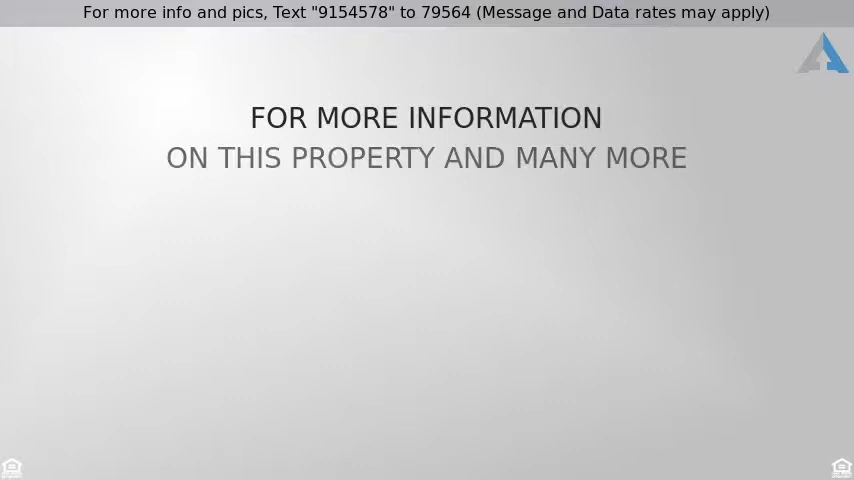 For more info and pics, Text "9154578" to 79564 (Message and Data rates may apply)
FOR MORE INFORMATION
ON THIS PROPERTY AND MANY MORE